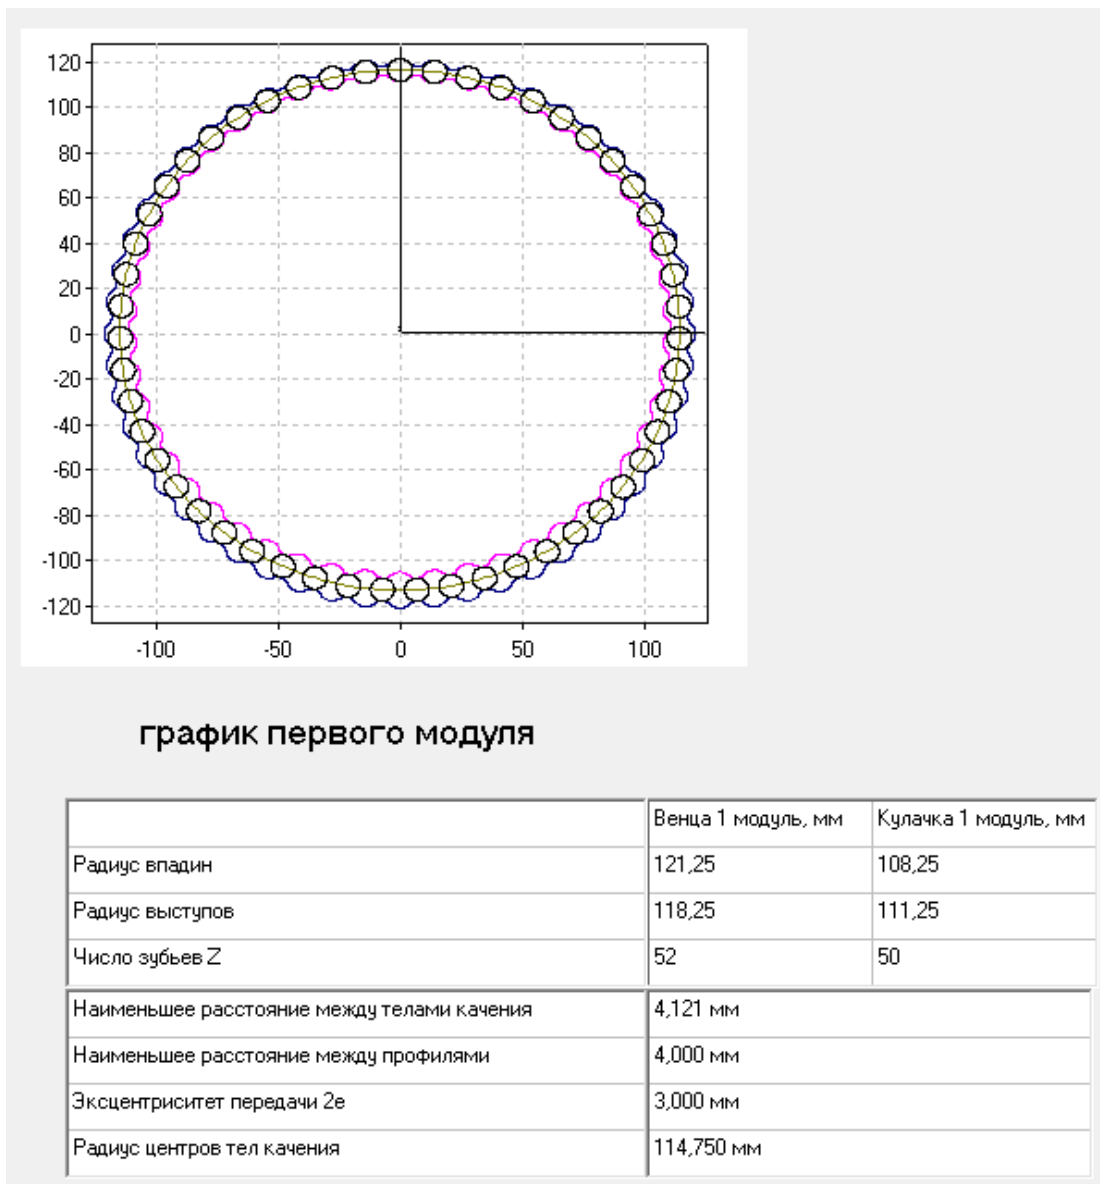 120
100
80
60
40
20
0
-20
-40
-60
-80
-100
-120
-100 -50 0 50 100
график первого модуля
Венца 1 модуль, мм Кулачка 1 модуль, мм
Радиус впадин 121,25 108,25
Радиус выступов 118,25 111,25
Число зубьев Z 52 50
Наименьшее расстояние между телами качения 4,121 мм
Наименьшее расстояние между профилями 4,000 мм
Эксцентриситет передачи 2е 3,000 мм
Радиус центров тел качения 114,750 мм